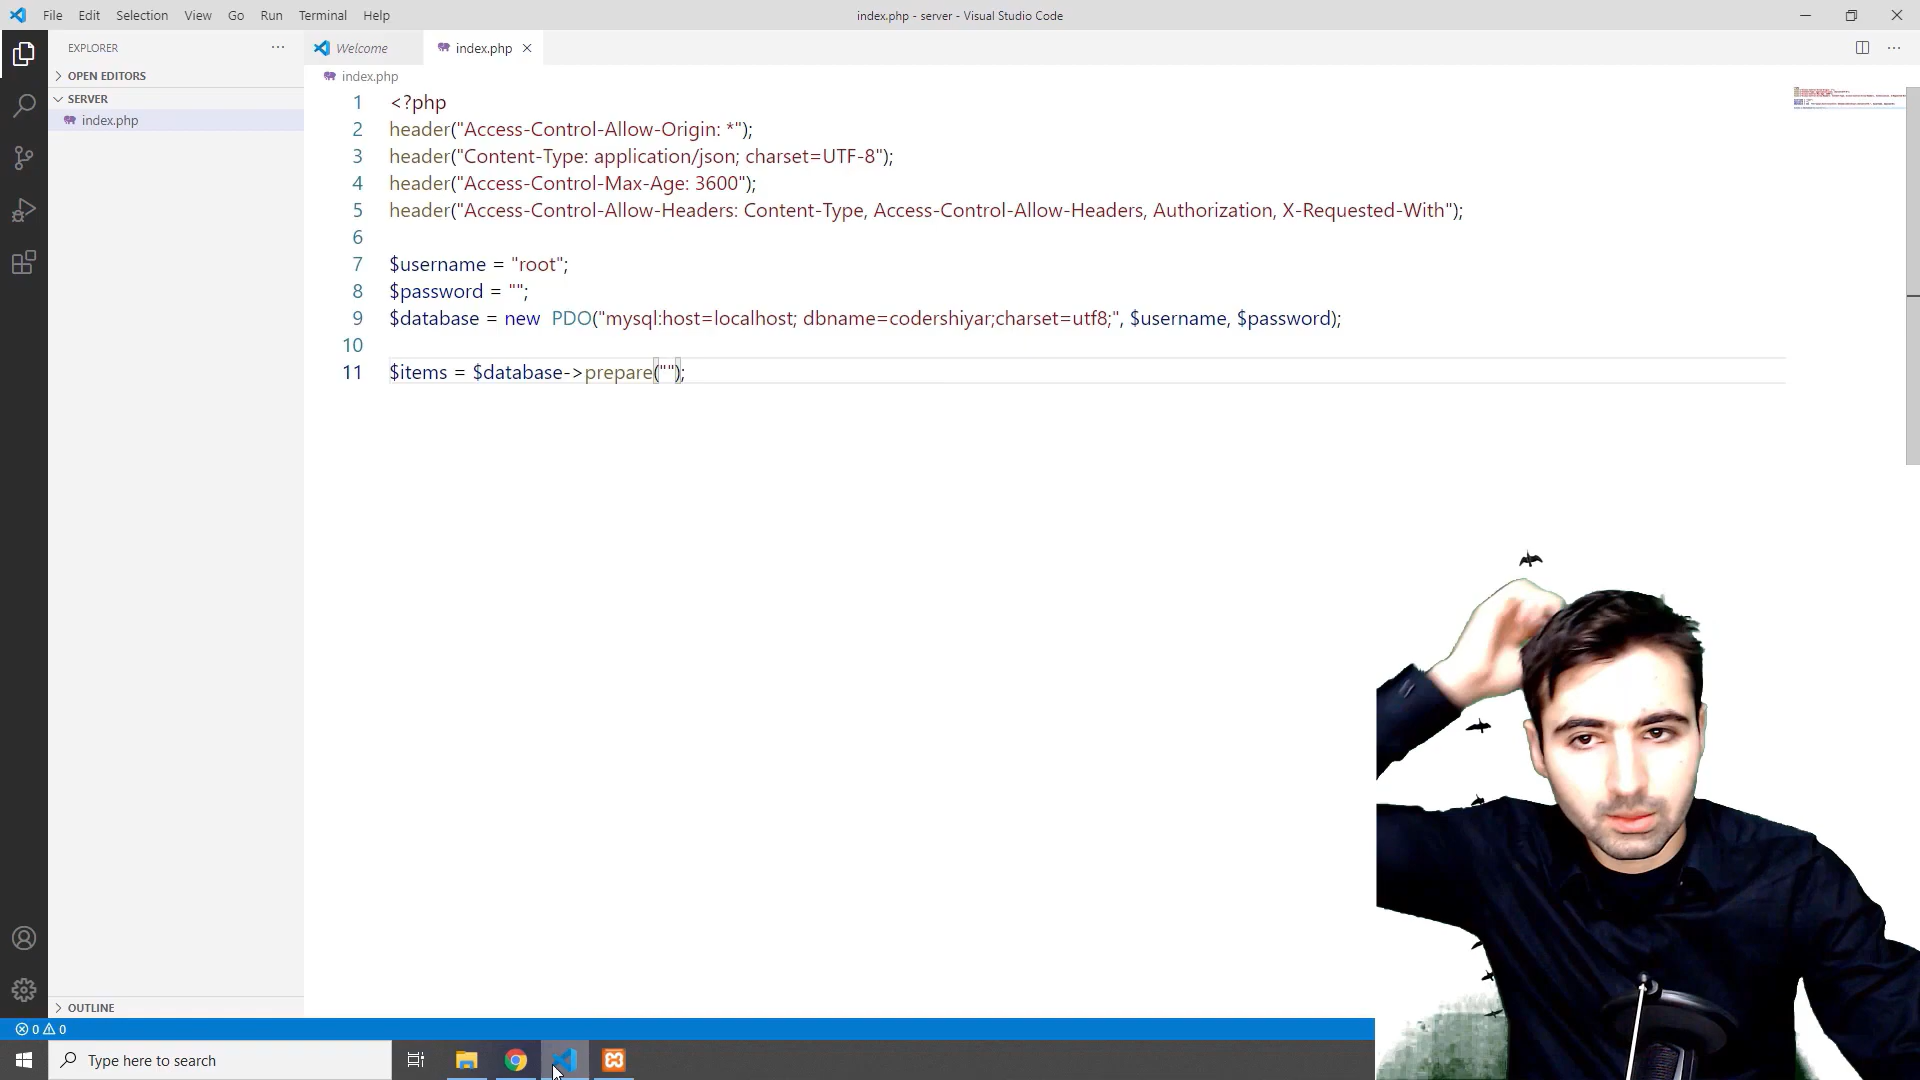 File Edit Selection View Go Run Terminal Help
index.php - server - Visual Studio Code
EXPLORER
OPEN EDITORS
SERVER
index.php
OUTLINE
Welcome
index.php
index.php
1 <?php
2 header("Access-Control-Allow-Origin: *");
3 header("Content-Type: application/json; charset=UTF-8");
4 header("Access-Control-Max-Age: 3600");
5 header("Access-Control-Allow-Headers: Content-Type, Access-Control-Allow-Headers, Authorization, X-Requested-With");
6
7 $username = "root";
8 $password = "";
9 $database = new PDO("mysql:host=localhost; dbname=codershiyar;charset=utf8;", $username, $password);
10
11 $items = $database->prepare("");
0 0
Type here to search